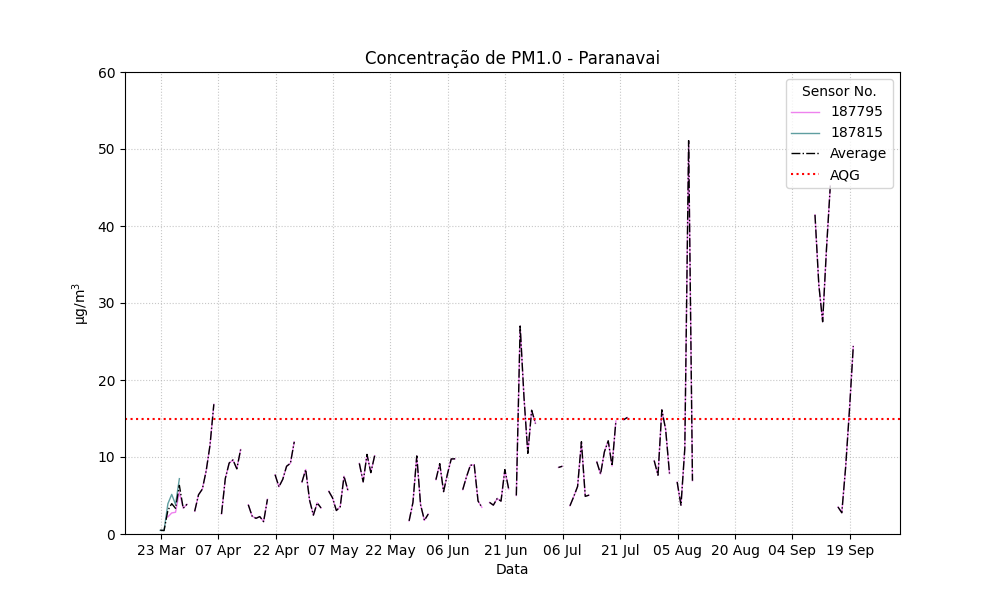 Concentração de PM1.0 - Paranavai
60
50
40
30
20
10
0
µg/m³
Sensor No.
187795
187815
Average
AQG
23 Mar
07 Apr
22 Apr
07 May
22 May
06 Jun
21 Jun
06 Jul
21 Jul
05 Aug
20 Aug
04 Sep
19 Sep
Data